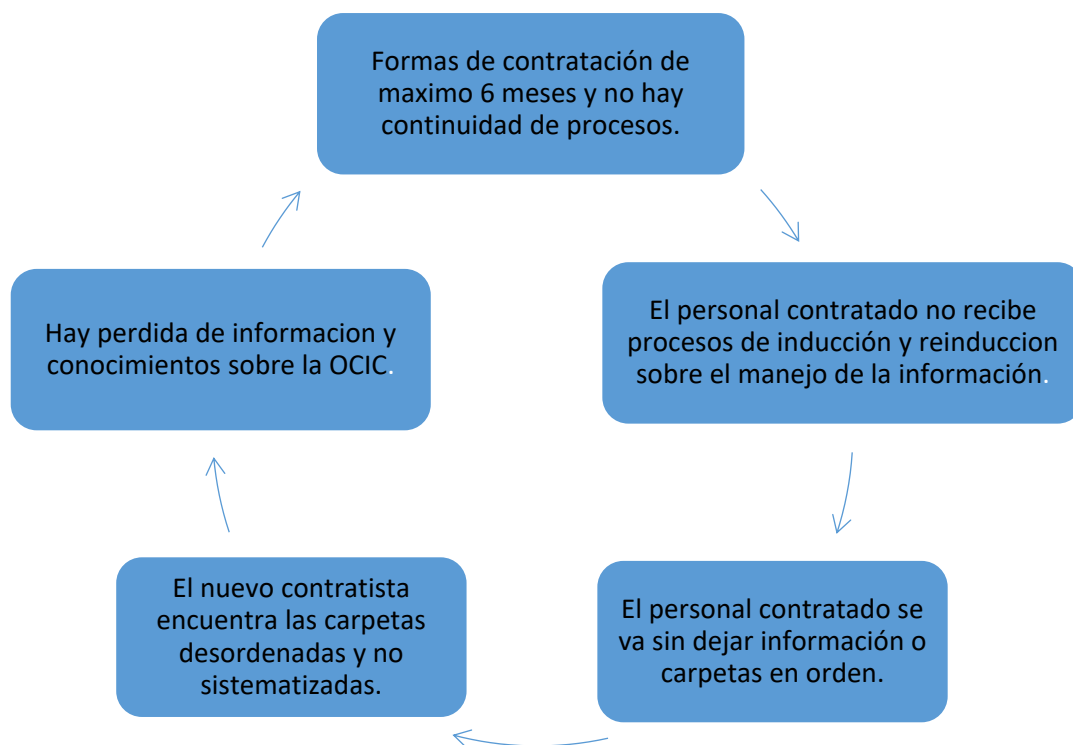 Formas de contratación de
maximo 6 meses y no hay
continuidad de procesos.
El personal contratado no recibe
procesos de inducción y reinduccion
sobre el manejo de la información.
El personal contratado se
va sin dejar información o
carpetas en orden.
El nuevo contratista
encuentra las carpetas
desordenadas y no
sistematizadas.
Hay perdida de informacion y
conocimientos sobre la OCIC.